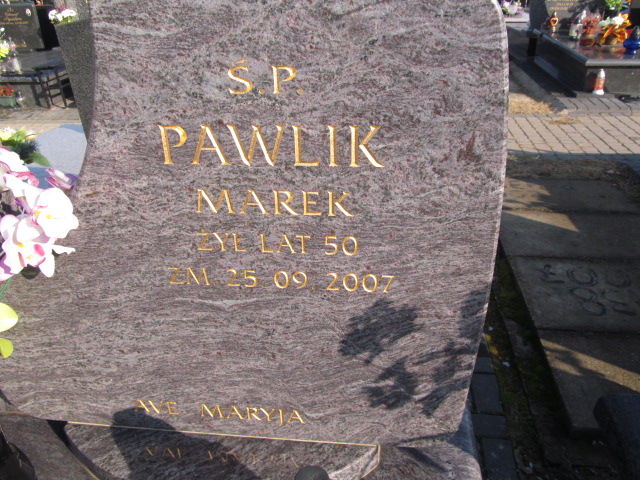 Ś.P.
PAWLIK
MAREK
ŻYŁ LAT 50
ZM. 25.09.2007
AVE MARYJA